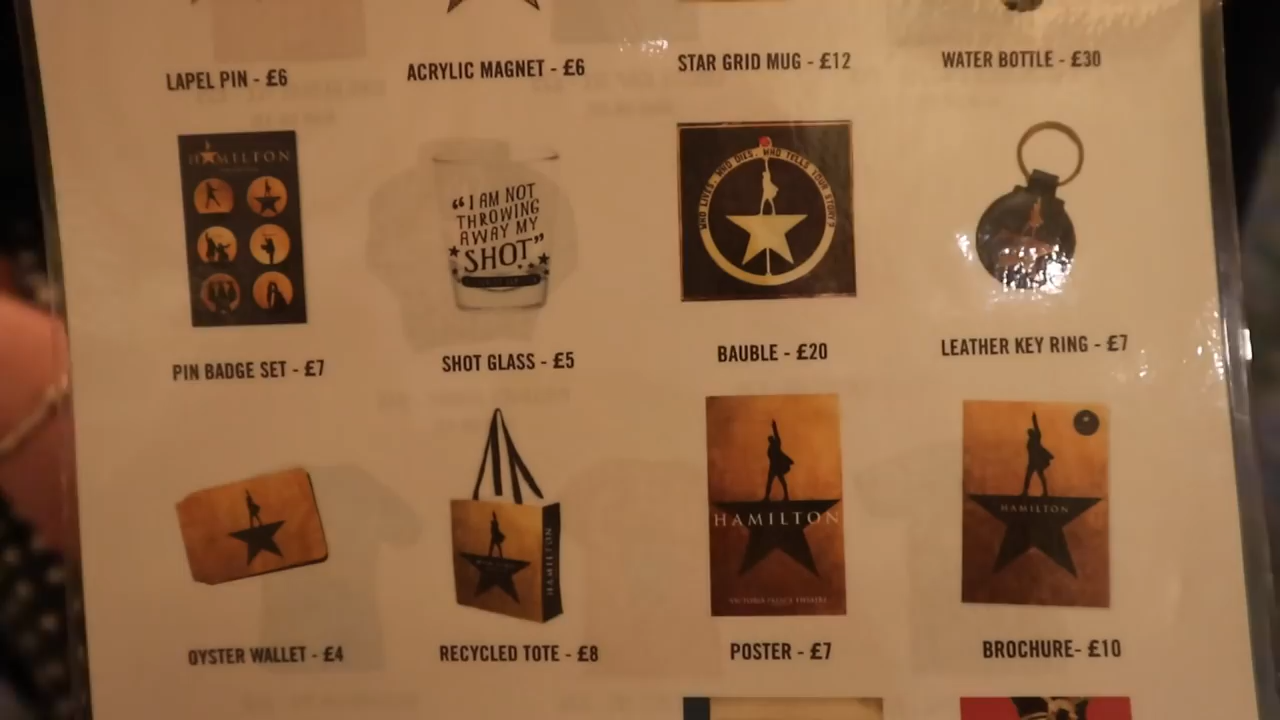 LAPEL PIN - £6
ACRYLIC MAGNET - £6
STAR GRID MUG - £12
WATER BOTTLE - £30
HAMILTON
"I AM NOT
THROWING
AWAY MY
SHOT"
WHO LIVES, WHO DIES, WHO TELLS YOUR STORY?
PIN BADGE SET - £7
SHOT GLASS - £5
BAUBLE - £20
LEATHER KEY RING - £7
HAMILTON
HAMILTON
HAMILTON
VICTORIA PALACE THEATRE
OYSTER WALLET - £4
RECYCLED TOTE - £8
POSTER - £7
BROCHURE- £10